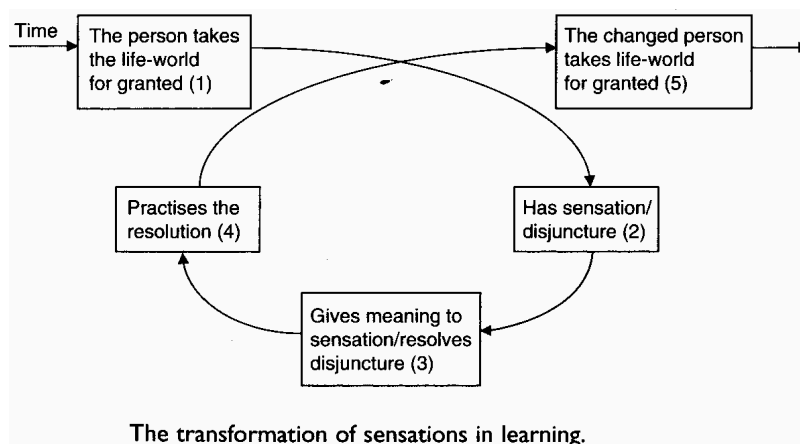 Time
The person takes
the life-world
for granted (1)
The changed person
takes life-world
for granted (5)
Practises the
resolution (4)
Has sensation/
disjuncture (2)
Gives meaning to
sensation/resolves
disjuncture (3)
The transformation of sensations in learning.